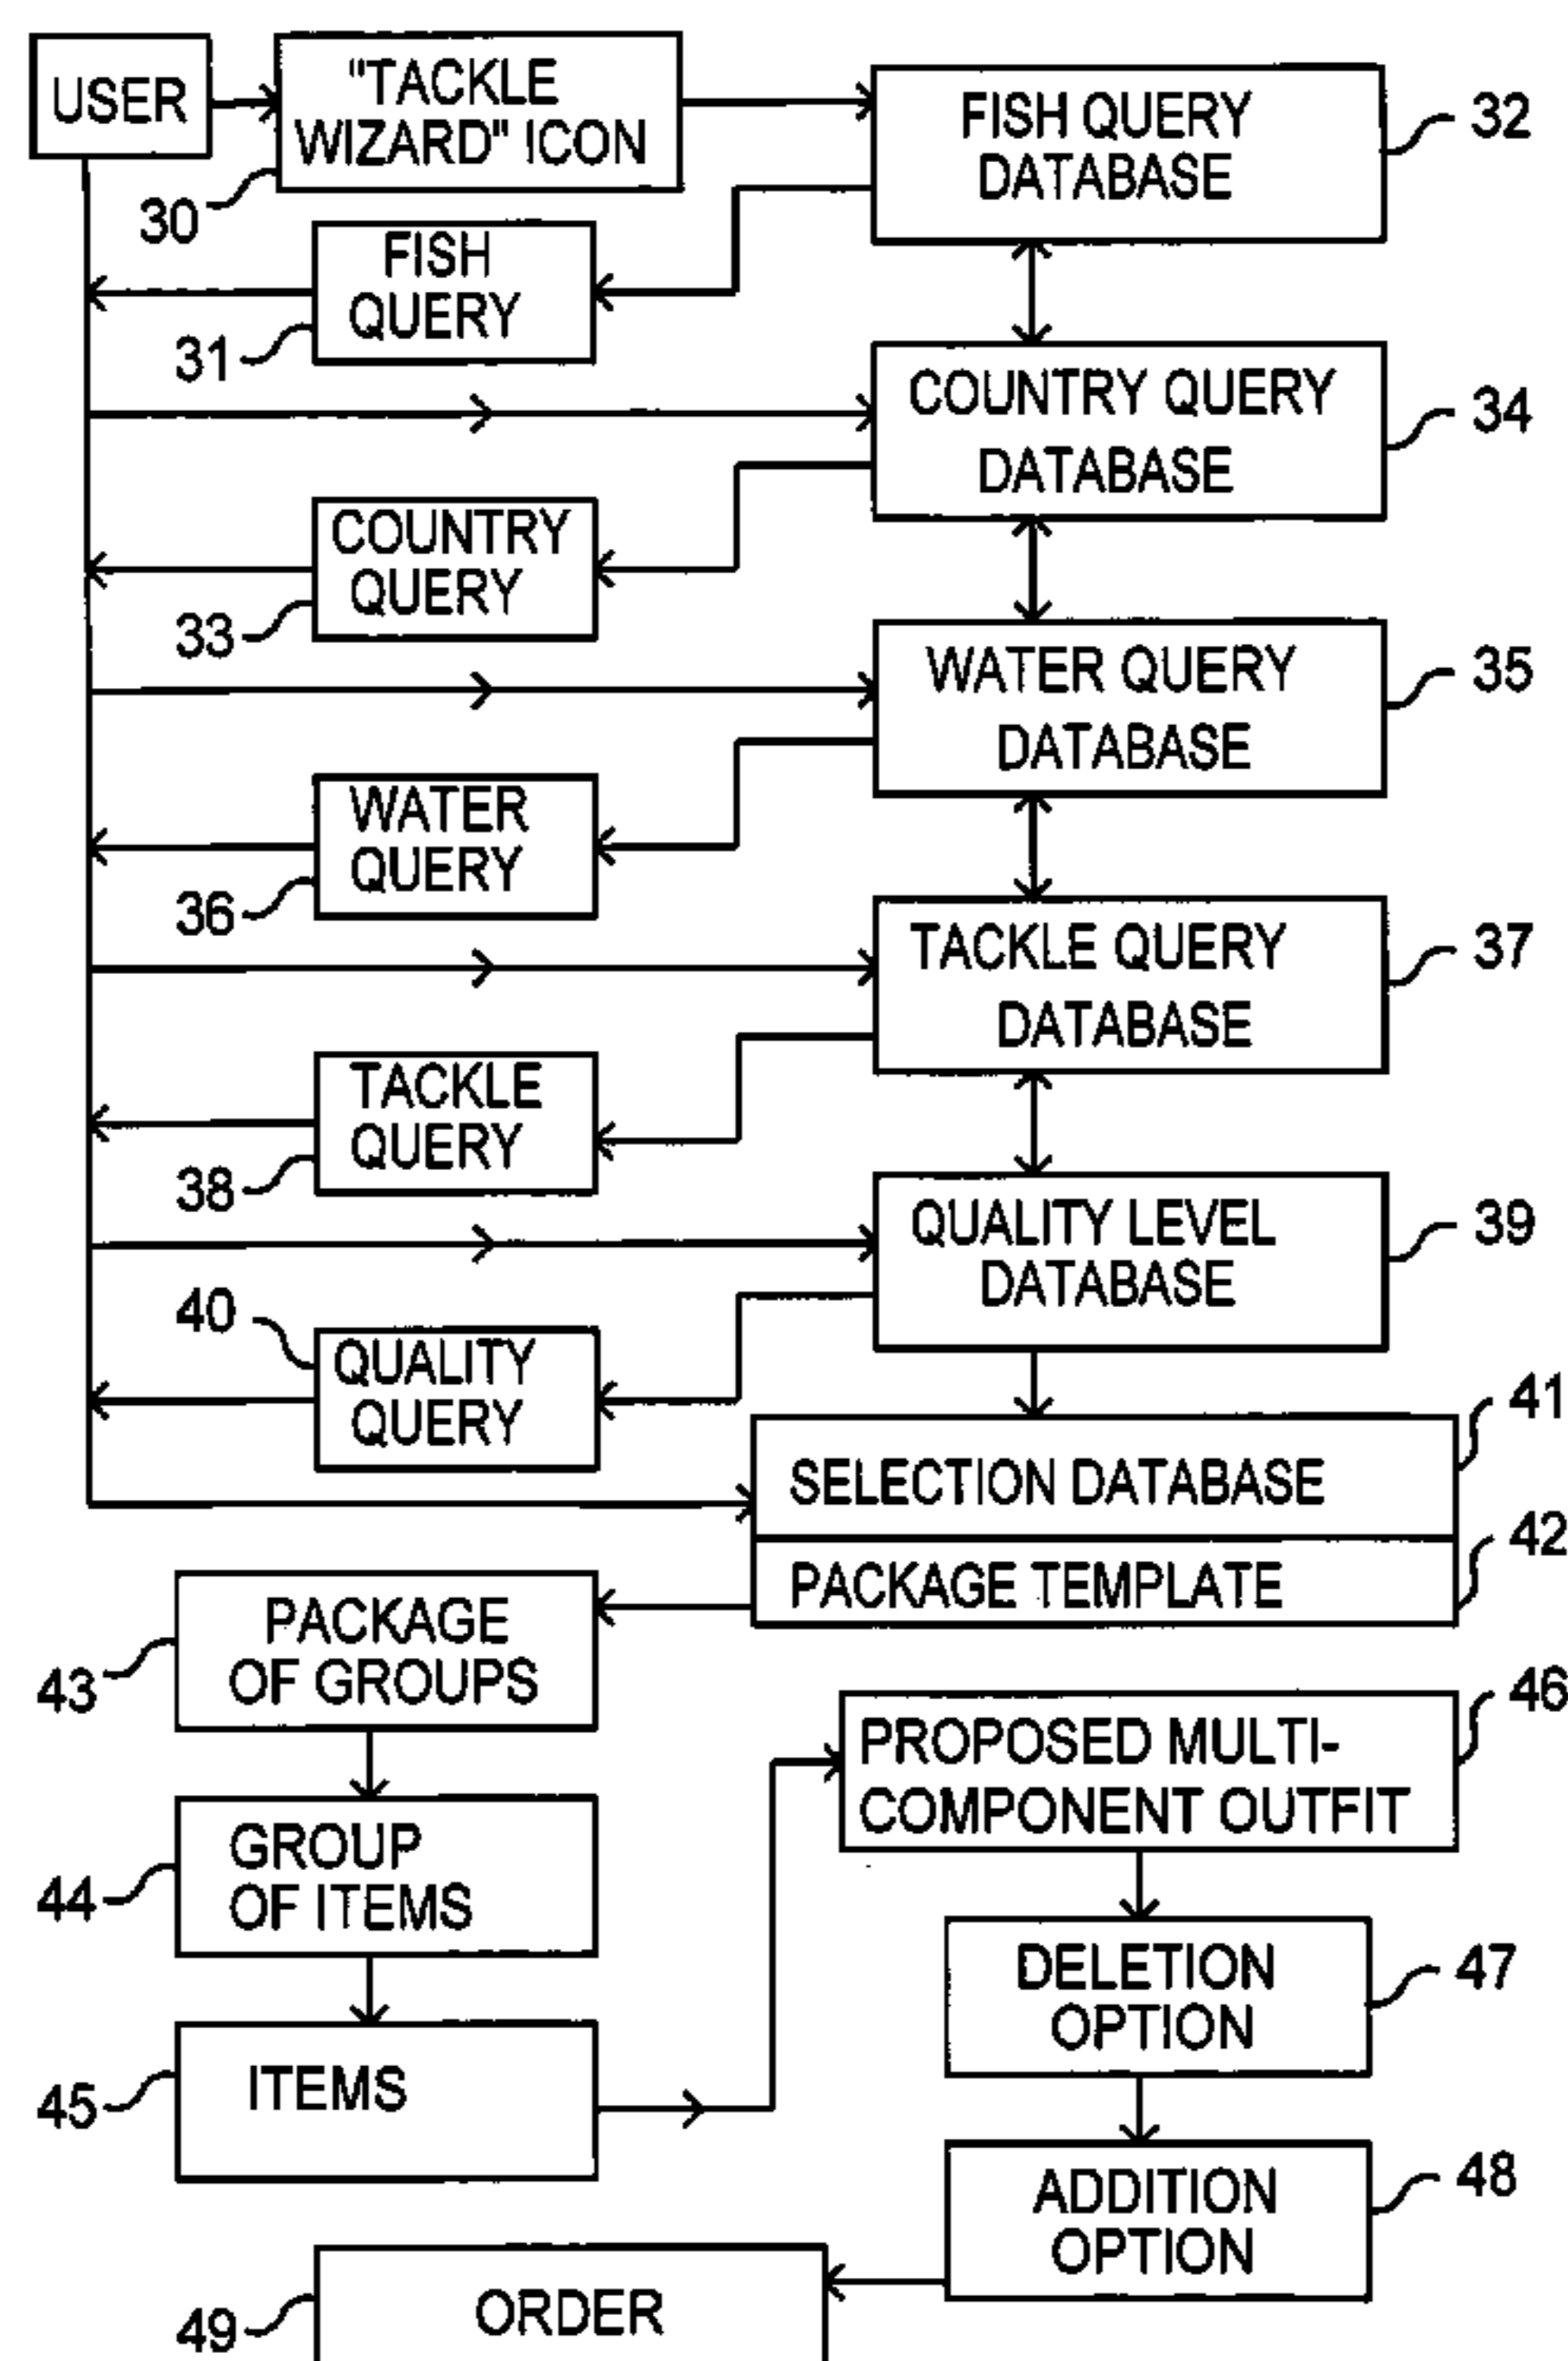 USER
"TACKLE
WIZARD" ICON
30
FISH QUERY
DATABASE
32
FISH
QUERY
31
COUNTRY QUERY
DATABASE
34
COUNTRY
QUERY
33
WATER QUERY
DATABASE
35
WATER
QUERY
36
TACKLE QUERY
DATABASE
37
TACKLE
QUERY
38
QUALITY LEVEL
DATABASE
39
40
QUALITY
QUERY
SELECTION DATABASE
41
PACKAGE TEMPLATE
42
PACKAGE
OF GROUPS
43
GROUP
OF ITEMS
44
ITEMS
45
PROPOSED MULTI-
COMPONENT OUTFIT
46
DELETION
OPTION
47
ADDITION
OPTION
48
ORDER
49